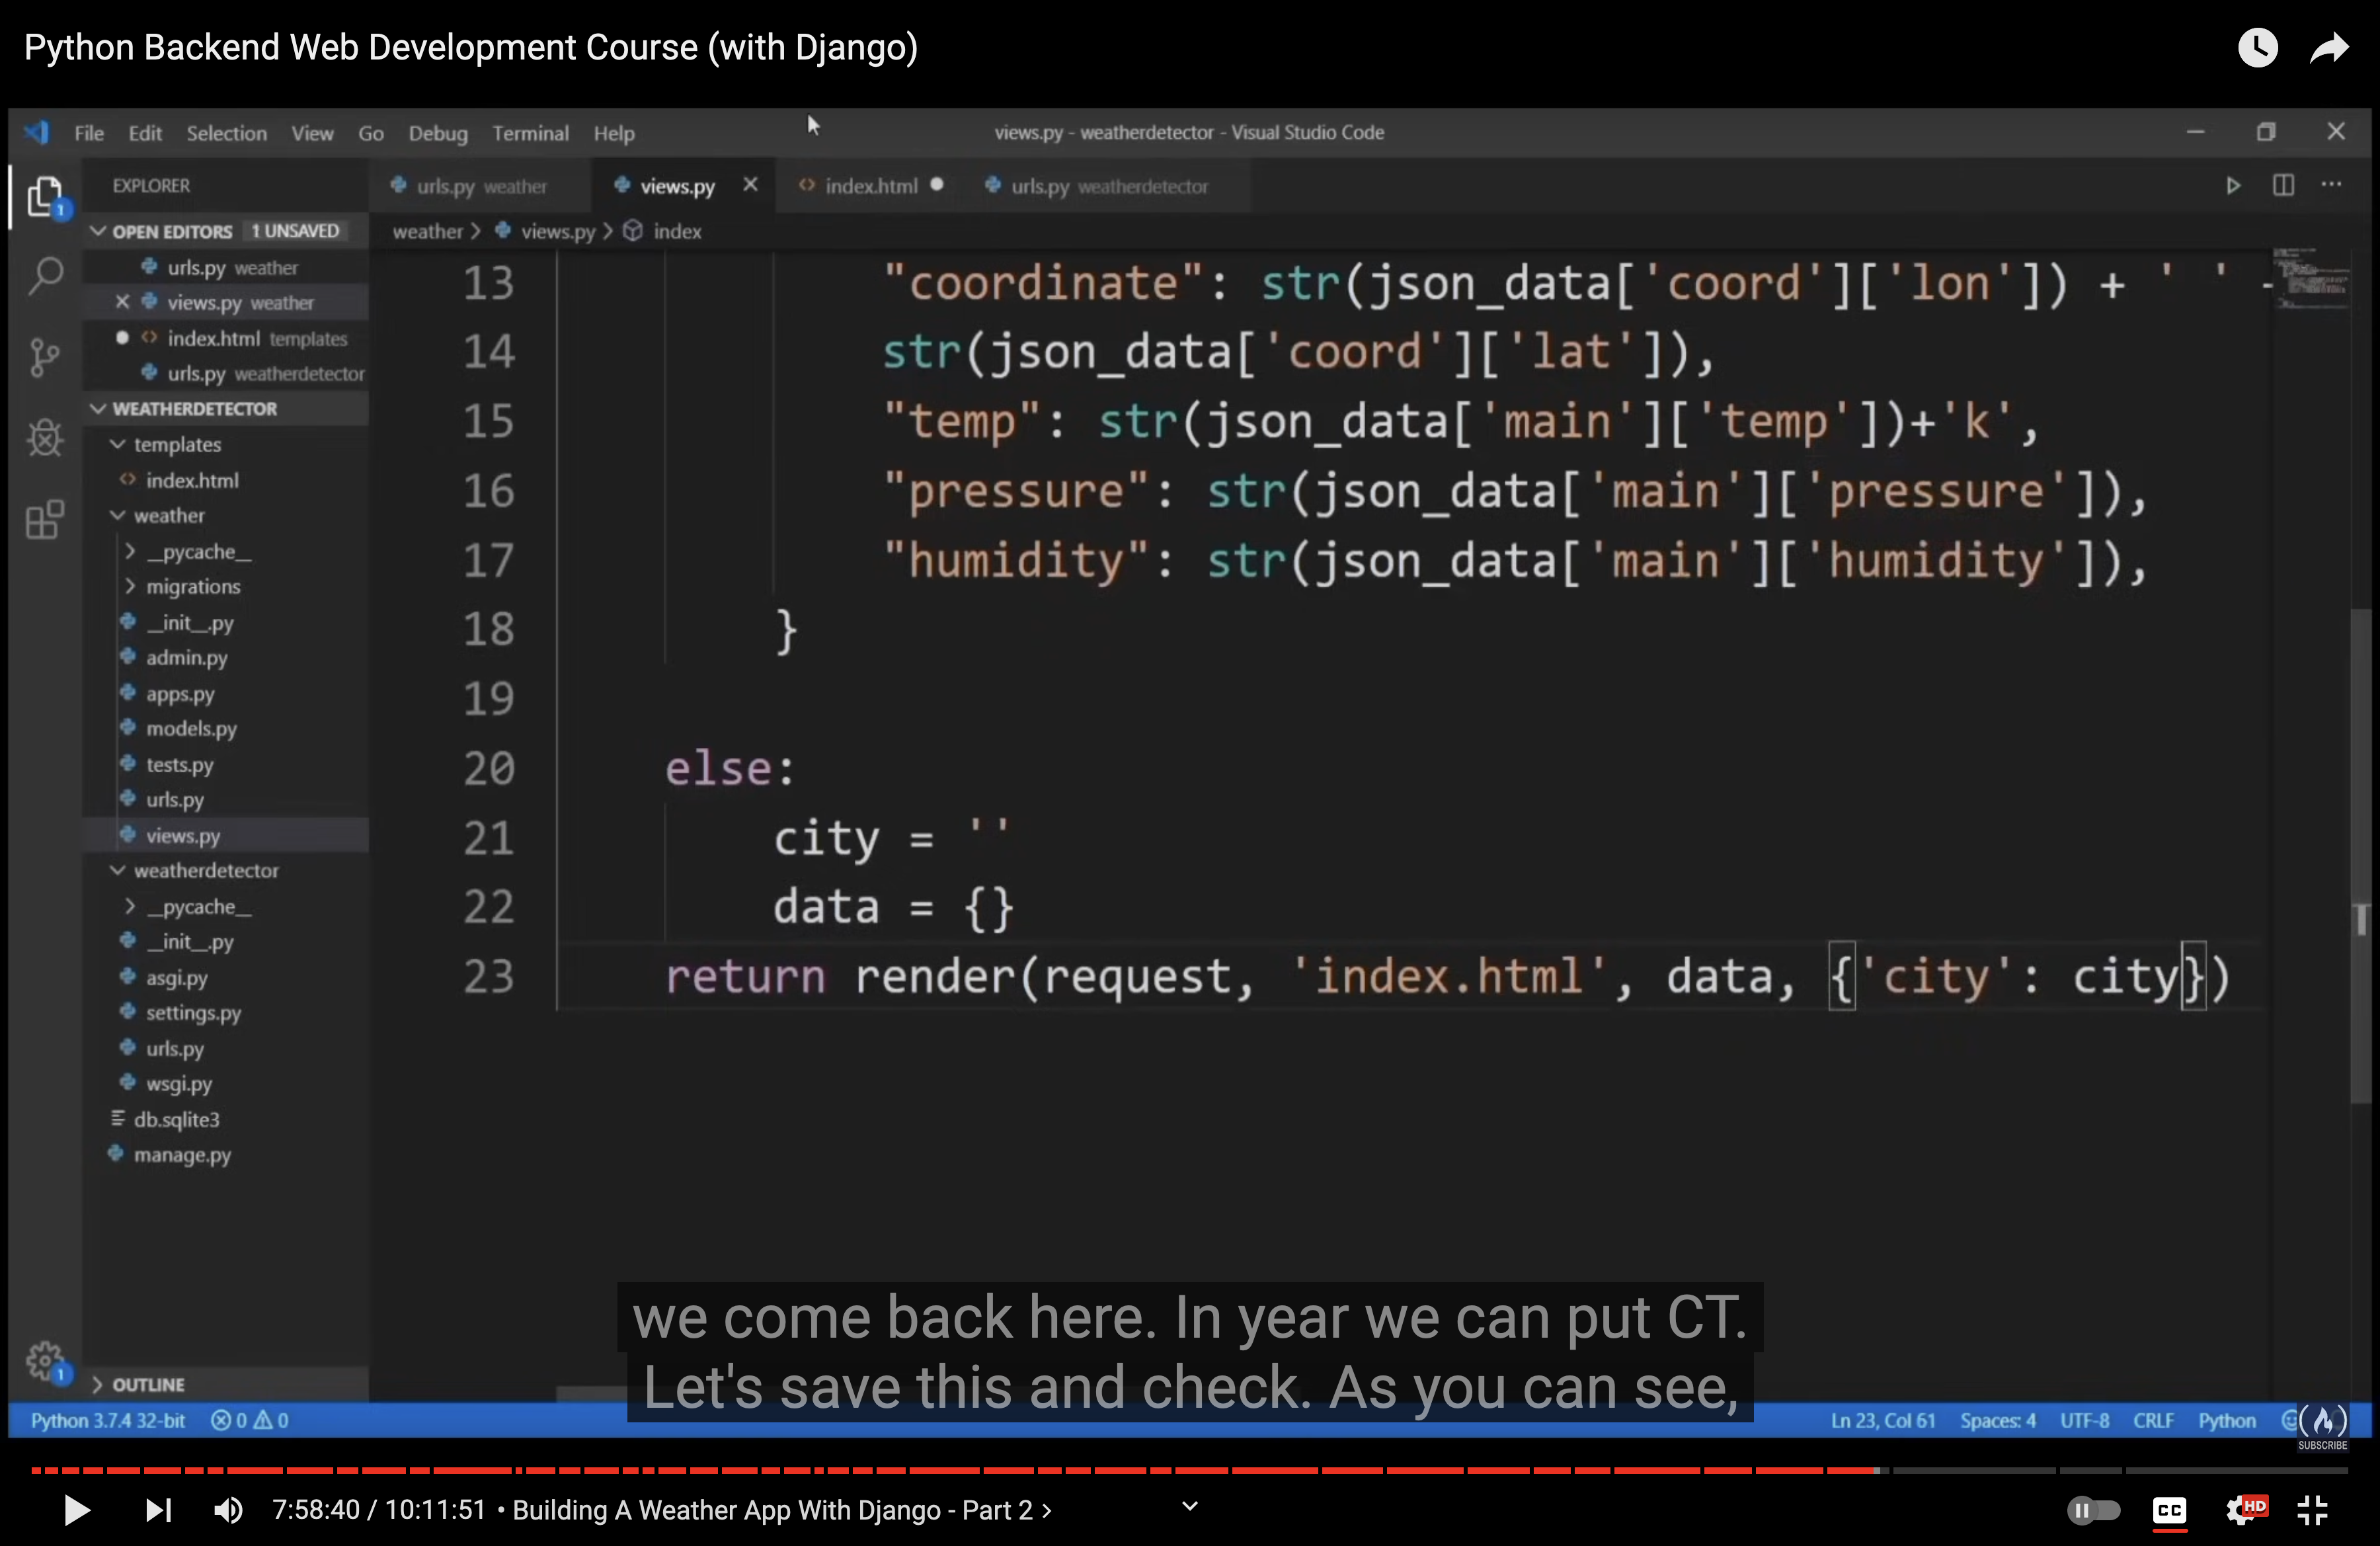 Python Backend Web Development Course (with Django)
File Edit Selection View Go Debug Terminal Help
views.py - weatherdetector - Visual Studio Code
EXPLORER
urls.py weather
views.py
index.html
urls.py weatherdetector
OPEN EDITORS 1 UNSAVED
weather > views.py > index
urls.py weather
views.py weather
index.html templates
urls.py weatherdetector
WEATHERDETECTOR
templates
index.html
weather
__pycache__
migrations
__init__.py
admin.py
apps.py
models.py
tests.py
urls.py
views.py
weatherdetector
__pycache__
__init__.py
asgi.py
settings.py
urls.py
wsgi.py
db.sqlite3
manage.py
OUTLINE
13 "coordinate": str(json_data['coord']['lon']) + ' ' +
14 str(json_data['coord']['lat']),
15 "temp": str(json_data['main']['temp'])+'k',
16 "pressure": str(json_data['main']['pressure']),
17 "humidity": str(json_data['main']['humidity']),
18 }
19
20 else:
21 city = ''
22 data = {}
23 return render(request, 'index.html', data, {'city': city})
we come back here. In year we can put CT.
Let's save this and check. As you can see,
1
1
Python 3.7.4 32-bit 0 0
Ln 23, Col 61 Spaces: 4 UTF-8 CRLF Python
SUBSCRIBE
7:58:40 / 10:11:51 • Building A Weather App With Django - Part 2 >
CC HD